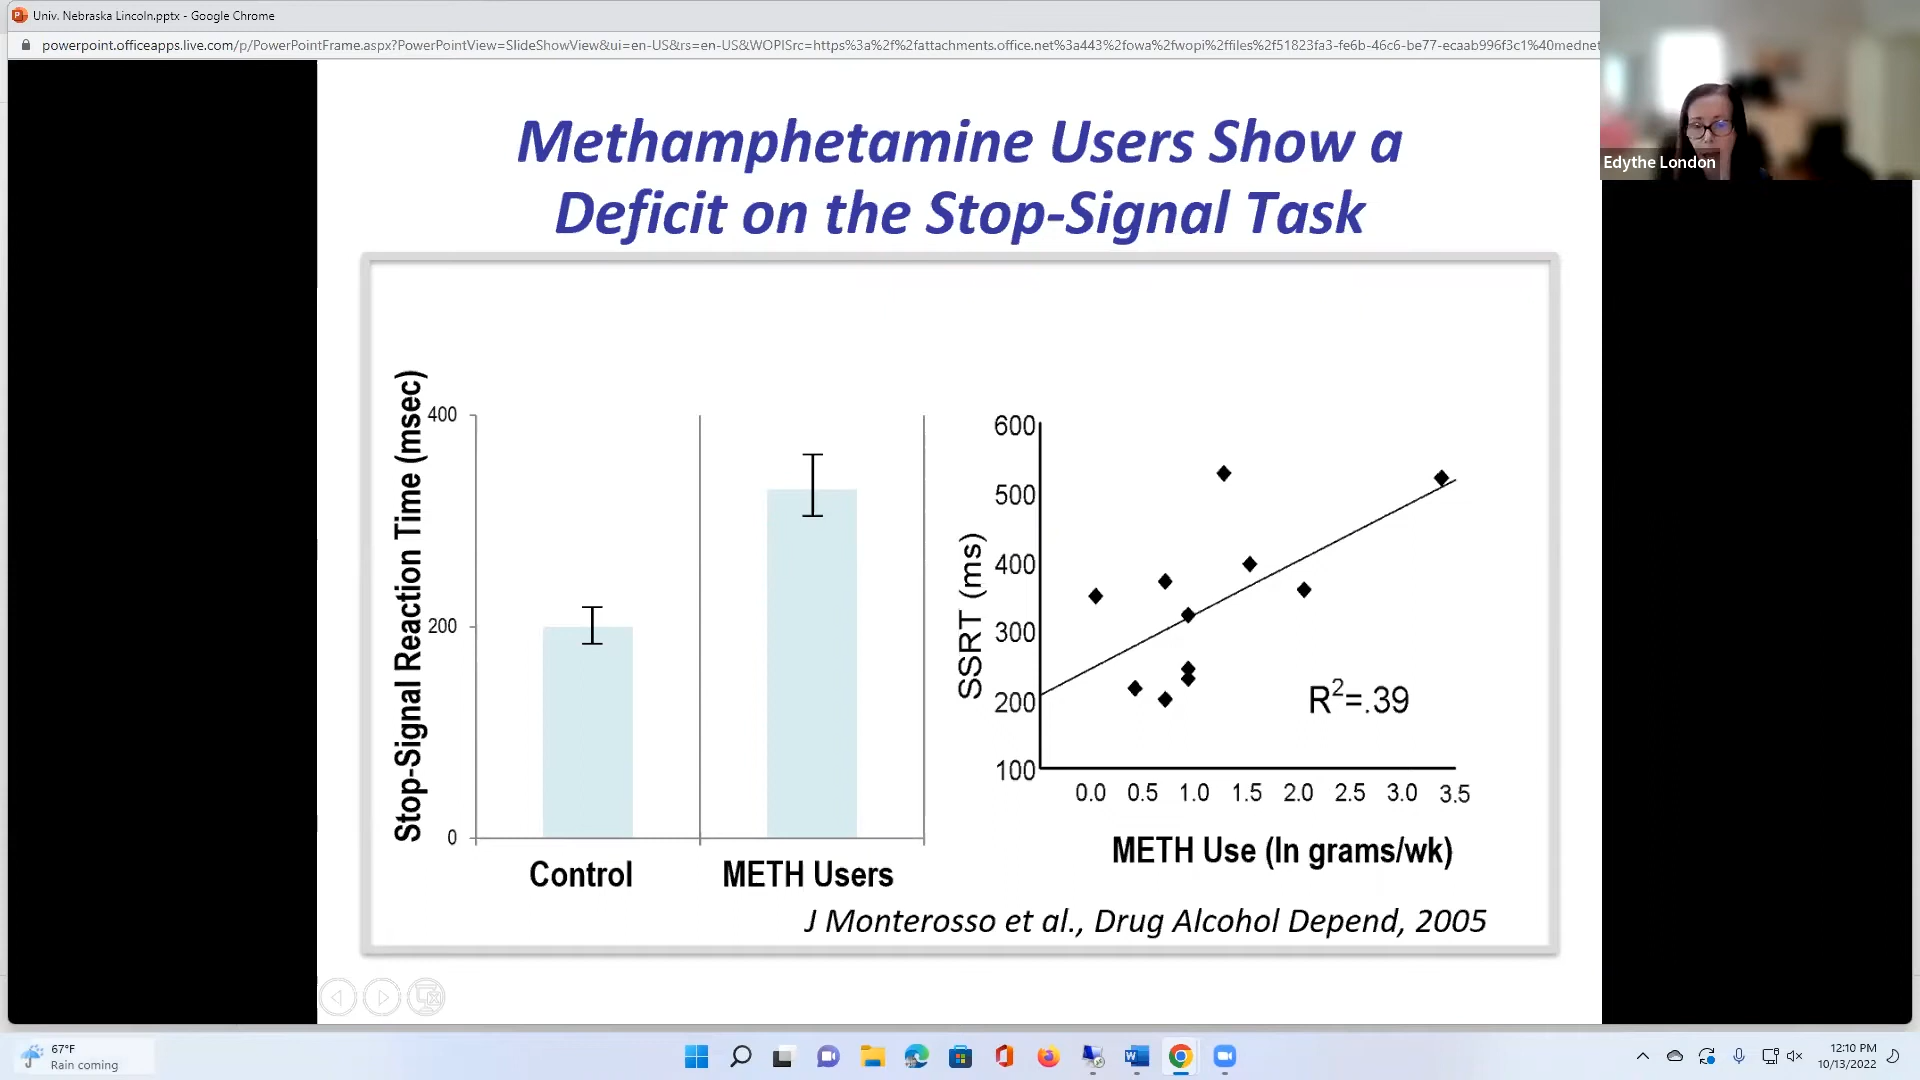 Univ. Nebraska Lincoln.pptx - Google Chrome
powerpoint.officeapps.live.com/p/PowerPointFrame.aspx?PowerPointView=SlideShowView&ui=en-US&rs=en-US&WOPISrc=https%3a%2f%2fattachments.office.net%3a443%2fowa%2fwopi%2ffiles%2f51823fa3-fe6b-46c6-be77-ecaab996f3c1%40mednet
Edythe London
Methamphetamine Users Show a
Deficit on the Stop-Signal Task
Stop-Signal Reaction Time (msec)
400
200
0
Control
METH Users
SSRT (ms)
600
500
400
300
200
100
R²=.39
0.0 0.5 1.0 1.5 2.0 2.5 3.0 3.5
METH Use (ln grams/wk)
J Monterosso et al., Drug Alcohol Depend, 2005
67°F
Rain coming
12:10 PM
10/13/2022